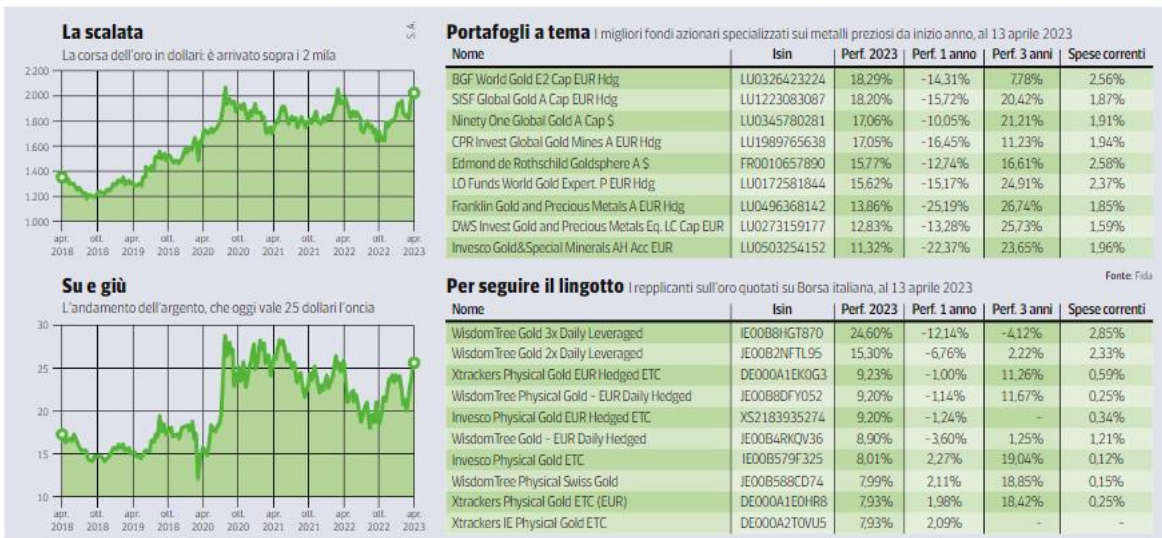 La scalata
S. A.
La corsa dell'oro in dollari: è arrivato sopra i 2 mila
2.200
2.000
1.800
1.600
1.400
1.200
1.000
apr. 2018 ott. 2018 apr. 2019 ott. 2019 apr. 2020 ott. 2020 apr. 2021 ott. 2021 apr. 2022 ott. 2022 apr. 2023
Su e giù
L'andamento dell'argento, che oggi vale 25 dollari l'oncia
30
25
20
15
10
apr. 2018 ott. 2018 apr. 2019 ott. 2019 apr. 2020 ott. 2020 apr. 2021 ott. 2021 apr. 2022 ott. 2022 apr. 2023
Portafogli a tema I migliori fondi azionari specializzati sui metalli preziosi da inizio anno, al 13 aprile 2023
Nome Isin Perf. 2023 Perf. 1 anno Perf. 3 anni Spese correnti
BGF World Gold E2 Cap EUR Hdg LU0326423224 18,29% -14,31% 7,78% 2,56%
SISF Global Gold A Cap EUR Hdg LU1223083087 18,20% -15,72% 20,42% 1,87%
Ninety One Global Gold A Cap $ LU0345780281 17,06% -10,05% 21,21% 1,91%
CPR Invest Global Gold Mines A EUR Hdg LU1989765638 17,05% -16,45% 11,23% 1,94%
Edmond de Rothschild Goldsphere A $ FR0010657890 15,77% -12,74% 16,61% 2,58%
LO Funds World Gold Expert. P EUR Hdg LU0172581844 15,62% -15,17% 24,91% 2,37%
Franklin Gold and Precious Metals A EUR Hdg LU0496368142 13,86% -25,19% 26,74% 1,85%
DWS Invest Gold and Precious Metals Eq. LC Cap EUR LU0273159177 12,83% -13,28% 25,73% 1,59%
Invesco Gold&Special Minerals AH Acc EUR LU0503254152 11,32% -22,37% 23,65% 1,96%
Fonte: Fida
Per seguire il lingotto I repplicanti sull'oro quotati su Borsa italiana, al 13 aprile 2023
Nome Isin Perf. 2023 Perf. 1 anno Perf. 3 anni Spese correnti
WisdomTree Gold 3x Daily Leveraged IE00B8HGT870 24,60% -12,14% -4,12% 2,85%
WisdomTree Gold 2x Daily Leveraged JE00B2NFTL95 15,30% -6,76% 2,22% 2,33%
Xtrackers Physical Gold EUR Hedged ETC DE000A1EK0G3 9,23% -1,00% 11,26% 0,59%
WisdomTree Physical Gold - EUR Daily Hedged JE00B8DFY052 9,20% -1,14% 11,67% 0,25%
Invesco Physical Gold EUR Hedged ETC XS2183935274 9,20% -1,24% - 0,34%
WisdomTree Gold - EUR Daily Hedged JE00B4RKQV36 8,90% -3,60% 1,25% 1,21%
Invesco Physical Gold ETC IE00B579F325 8,01% 2,27% 19,04% 0,12%
WisdomTree Physical Swiss Gold JE00B588CD74 7,99% 2,11% 18,85% 0,15%
Xtrackers Physical Gold ETC (EUR) DE000A1E0HR8 7,93% 1,98% 18,42% 0,25%
Xtrackers IE Physical Gold ETC DE000A2T0VU5 7,93% 2,09% - -